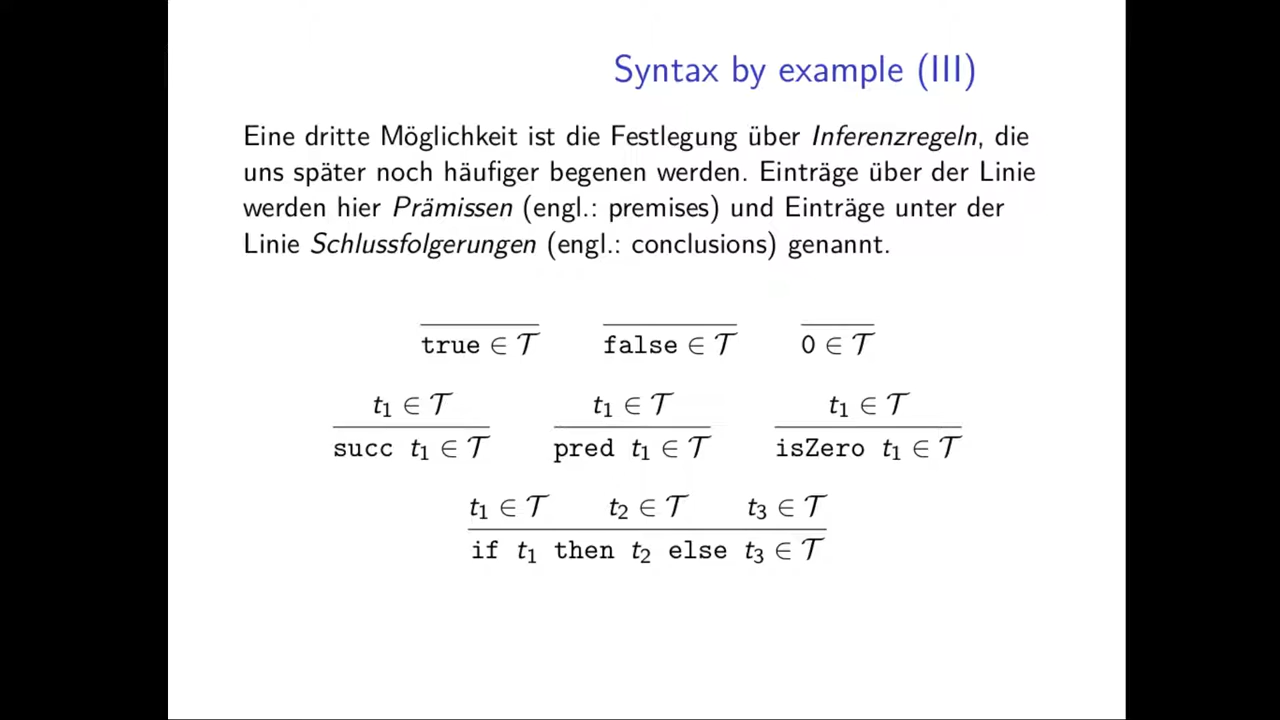 Syntax by example (III)
Eine dritte Möglichkeit ist die Festlegung über Inferenzregeln, die
uns später noch häufiger begenen werden. Einträge über der Linie
werden hier Prämissen (engl.: premises) und Einträge unter der
Linie Schlussfolgerungen (engl.: conclusions) genannt.
true ∈ 𝒯 false ∈ 𝒯 0 ∈ 𝒯
t₁ ∈ 𝒯 t₁ ∈ 𝒯 t₁ ∈ 𝒯
succ t₁ ∈ 𝒯 pred t₁ ∈ 𝒯 isZero t₁ ∈ 𝒯
t₁ ∈ 𝒯 t₂ ∈ 𝒯 t₃ ∈ 𝒯
if t₁ then t₂ else t₃ ∈ 𝒯